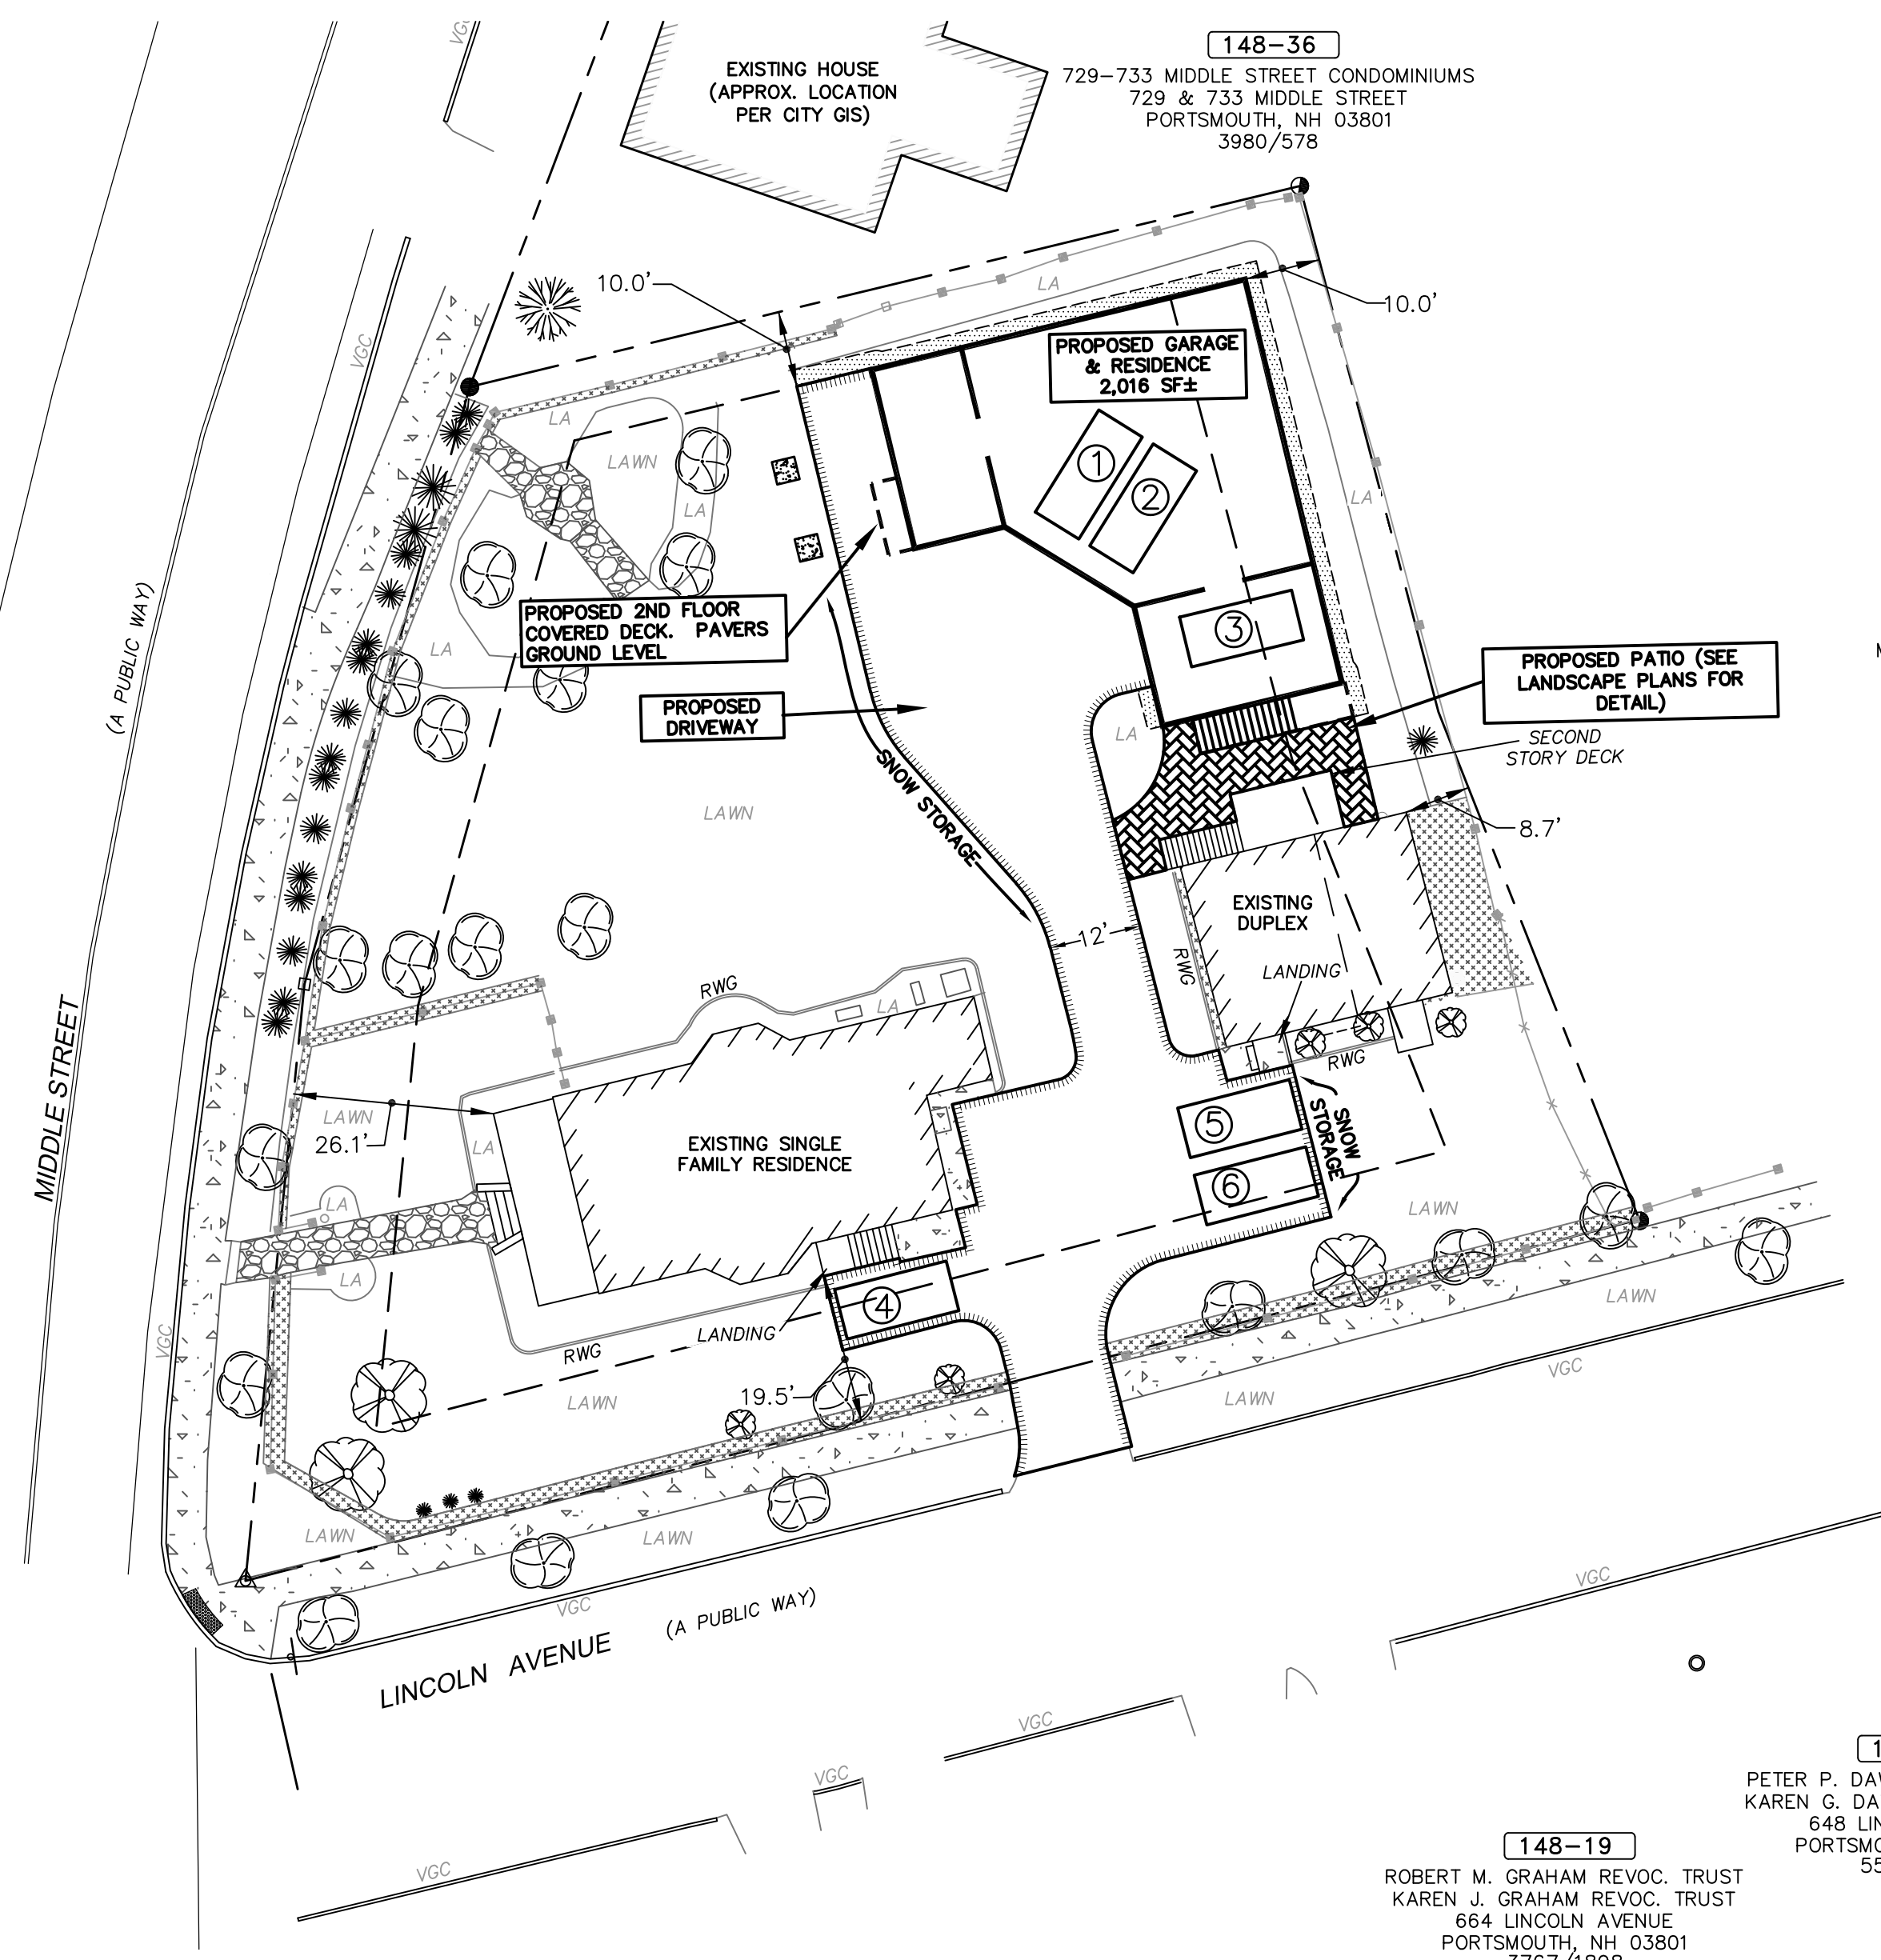 VGC
EXISTING HOUSE
(APPROX. LOCATION
PER CITY GIS)
148-36
729-733 MIDDLE STREET CONDOMINIUMS
729 & 733 MIDDLE STREET
PORTSMOUTH, NH 03801
3980/578
10.0'
LA
10.0'
VGC
PROPOSED GARAGE
& RESIDENCE
2,016 SF±
LA
LAWN
LA
1
2
LA
(A PUBLIC WAY)
PROPOSED 2ND FLOOR
COVERED DECK. PAVERS
GROUND LEVEL
LA
3
PROPOSED PATIO (SEE
LANDSCAPE PLANS FOR
DETAIL)
PROPOSED
DRIVEWAY
LA
SECOND
STORY DECK
SNOW STORAGE
LAWN
8.7'
EXISTING
DUPLEX
12'
RWG
LANDING
RWG
LA
MIDDLE STREET
RWG
LAWN
26.1'
LA
EXISTING SINGLE
FAMILY RESIDENCE
5
SNOW
STORAGE
6
LA
LAWN
LA
4
LANDING
RWG
VGC
LAWN
19.5'
LAWN
VGC
LAWN
LAWN
LAWN
VGC
(A PUBLIC WAY)
LINCOLN AVENUE
VGC
VGC
VGC
VGC
PETER P.
KAREN G.
648
148-19
ROBERT M. GRAHAM REVOC. TRUST
KAREN J. GRAHAM REVOC. TRUST
664 LINCOLN AVENUE
PORTSMOUTH, NH 03801